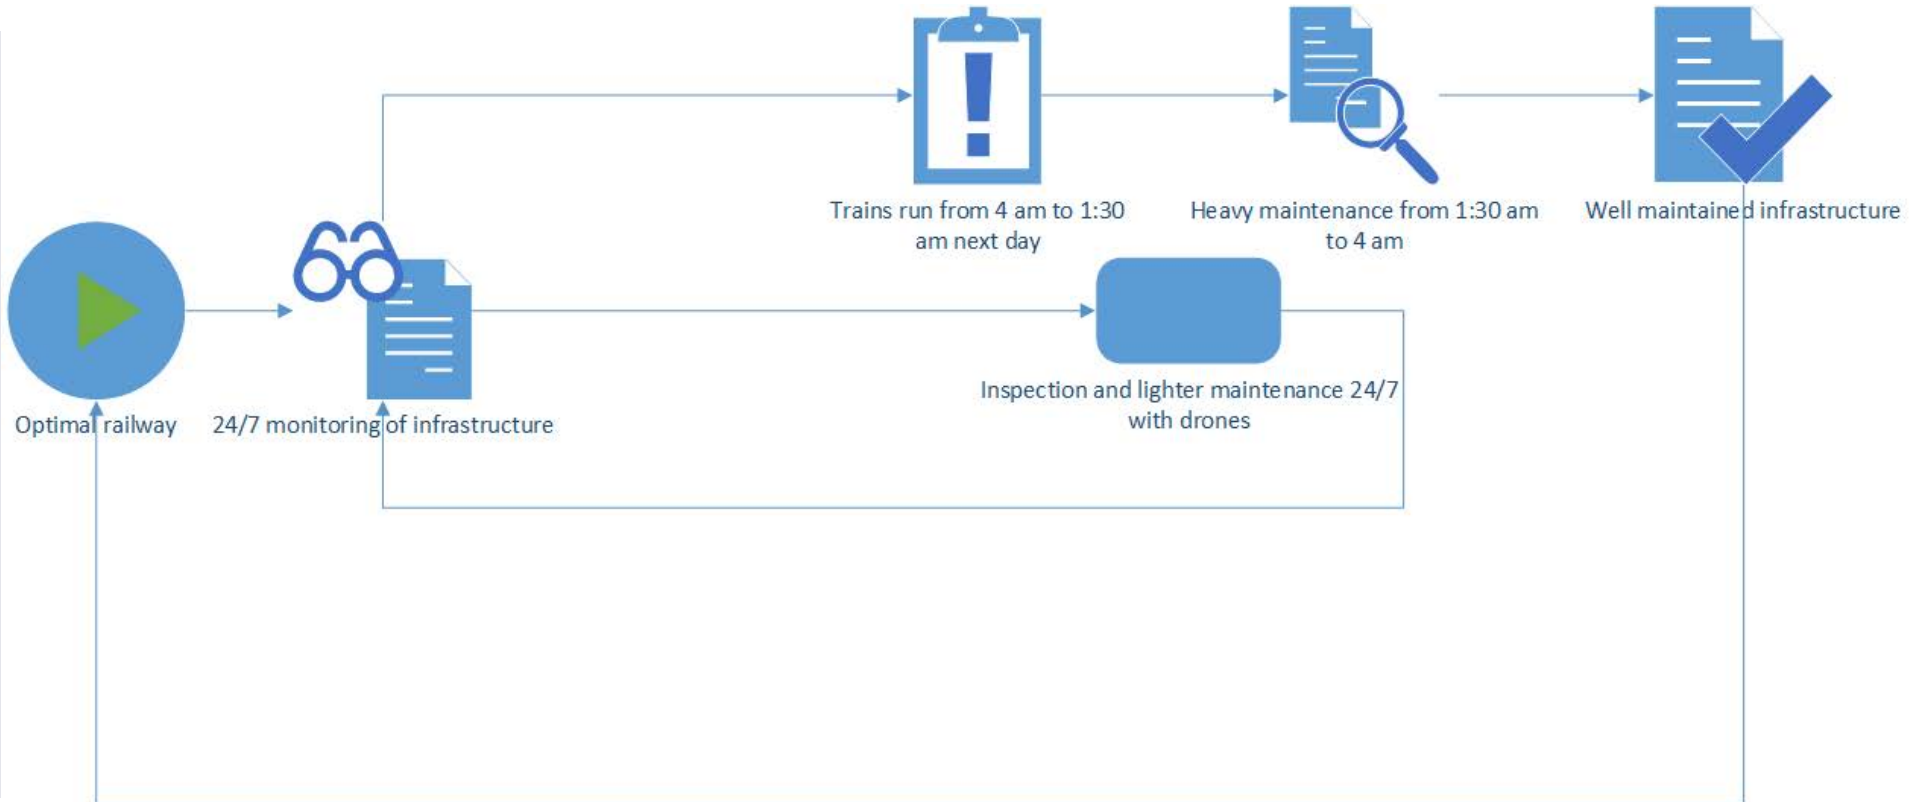 Trains run from 4 am to 1:30
am next day
Heavy maintenance from 1:30 am
to 4 am
Well maintained infrastructure
Optimal railway
24/7 monitoring of infrastructure
Inspection and lighter maintenance 24/7
with drones